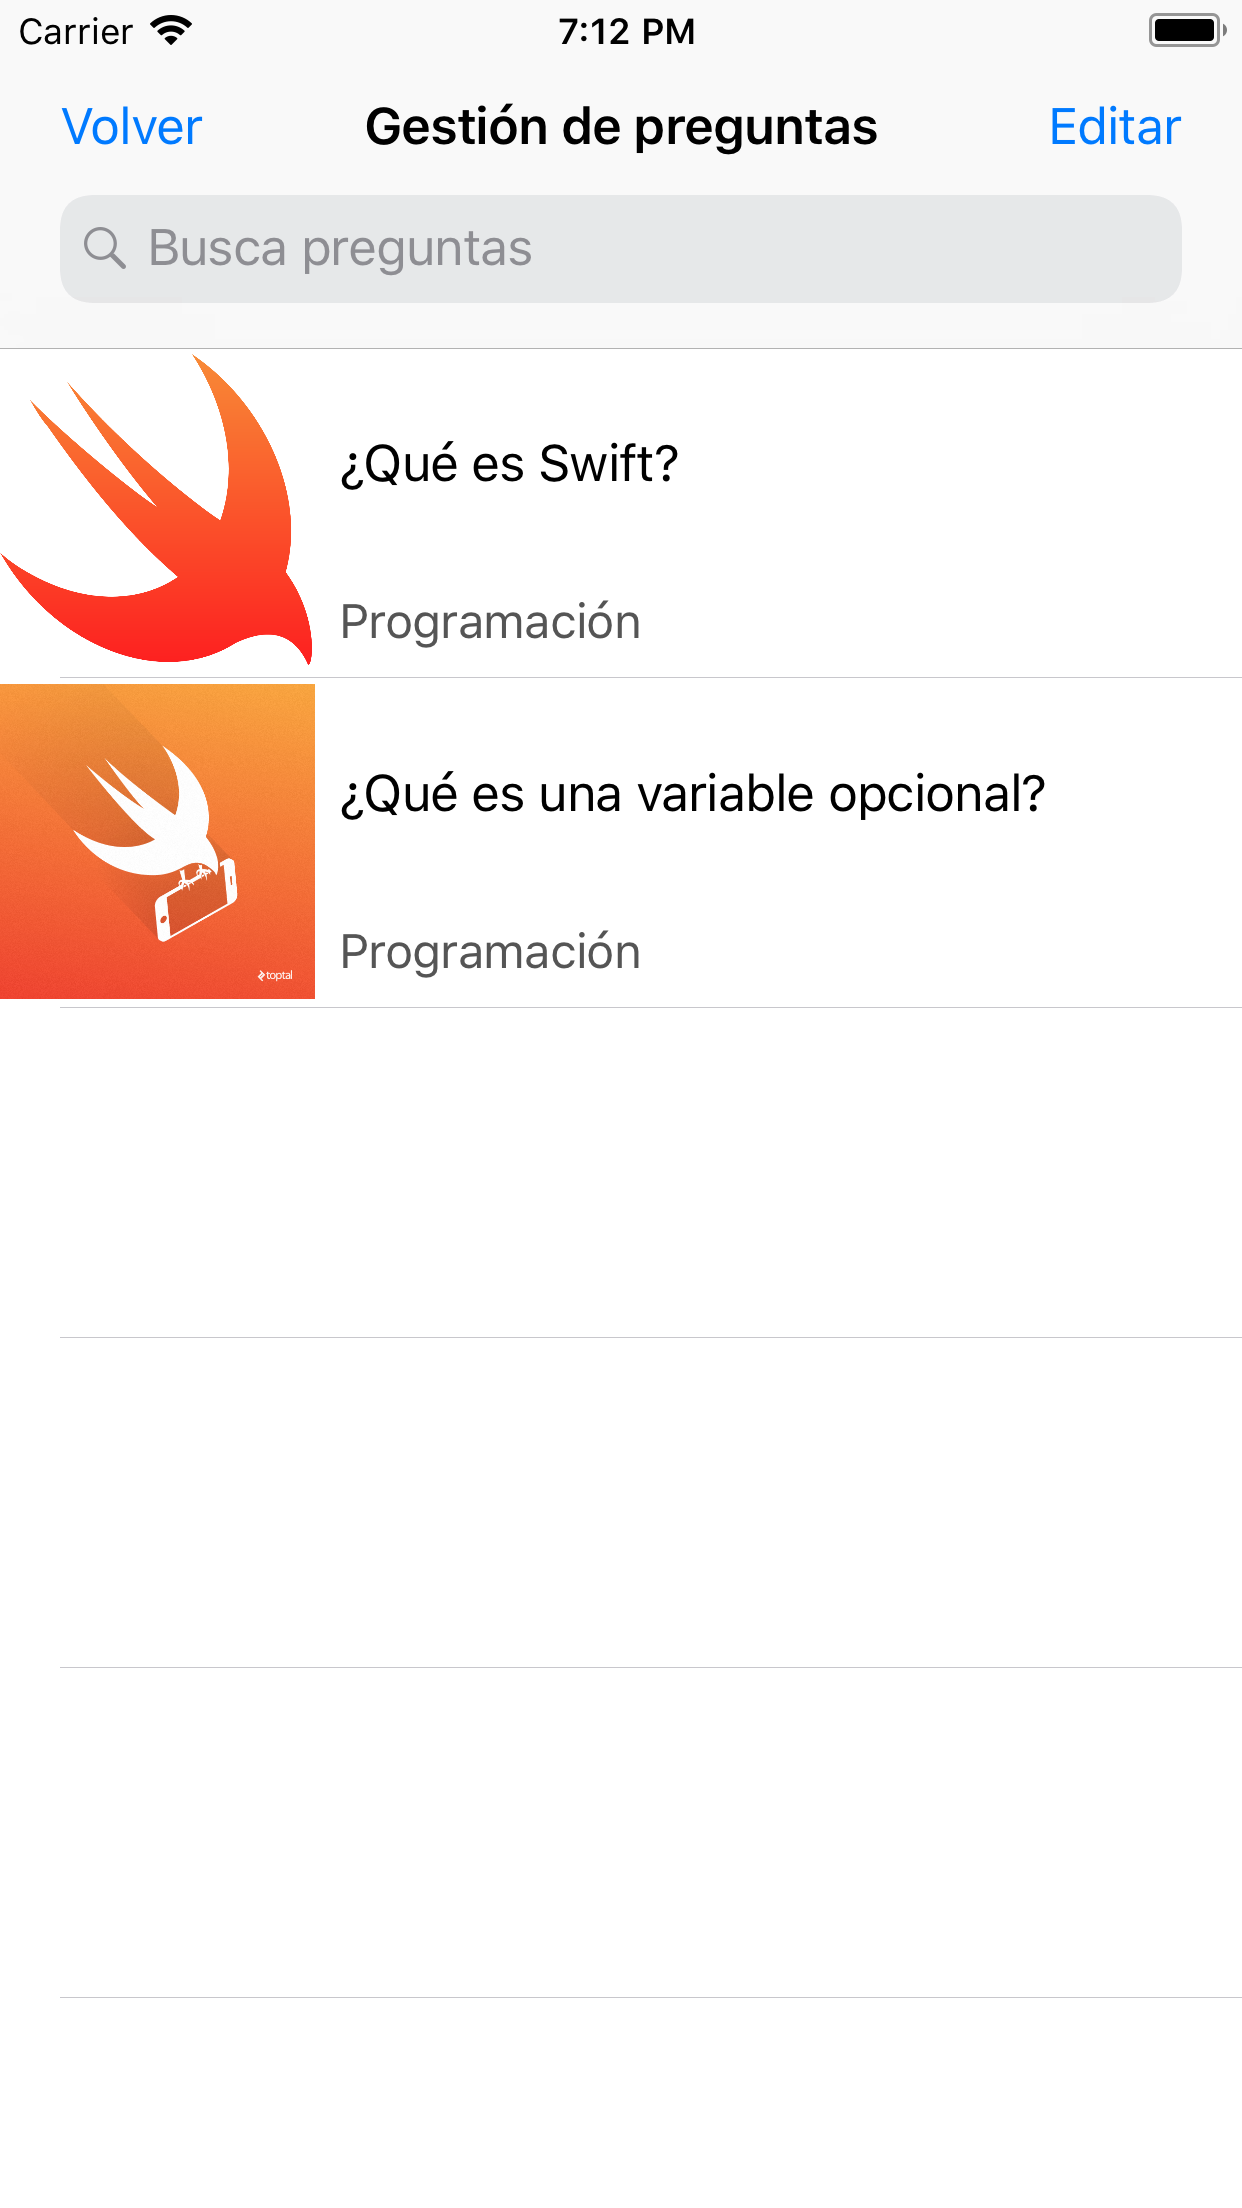 Carrier 7:12 PM
Volver Gestión de preguntas Editar
Busca preguntas
¿Qué es Swift?
Programación
¿Qué es una variable opcional?
Programación
toptal